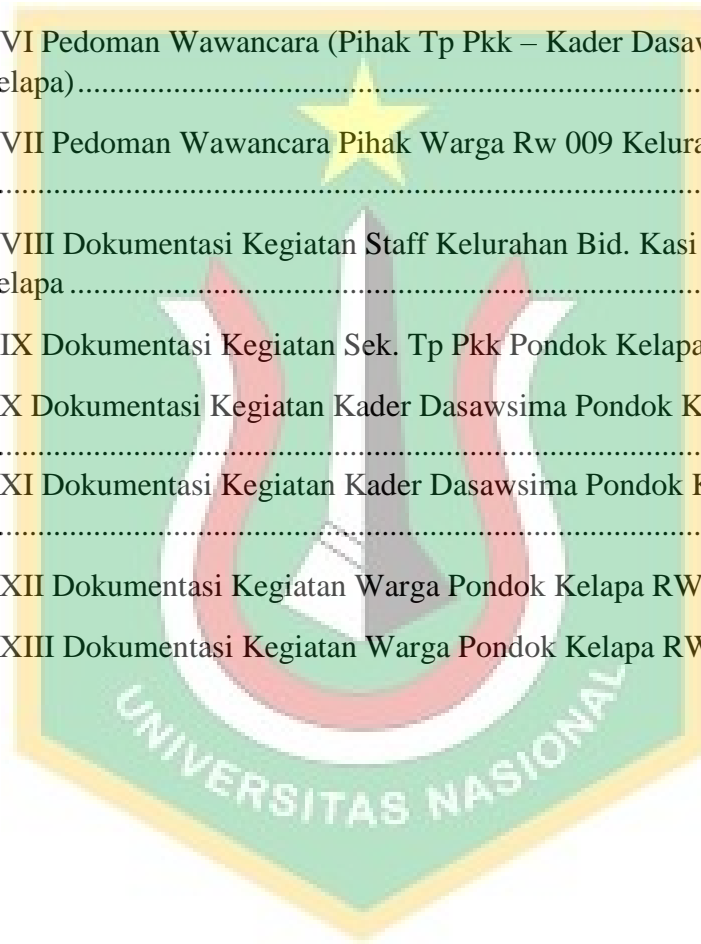 VI Pedoman Wawancara (Pihak Tp Pkk – Kader Dasaw
elapa)..........................................................................................
VII Pedoman Wawancara Pihak Warga Rw 009 Kelura
....................................................................................................
VIII Dokumentasi Kegiatan Staff Kelurahan Bid. Kasi
elapa ...........................................................................................
IX Dokumentasi Kegiatan Sek. Tp Pkk Pondok Kelapa
X Dokumentasi Kegiatan Kader Dasawsima Pondok K
....................................................................................................
XI Dokumentasi Kegiatan Kader Dasawsima Pondok K
....................................................................................................
XII Dokumentasi Kegiatan Warga Pondok Kelapa RW
XIII Dokumentasi Kegiatan Warga Pondok Kelapa RW
UNIVERSITAS NASIONAL